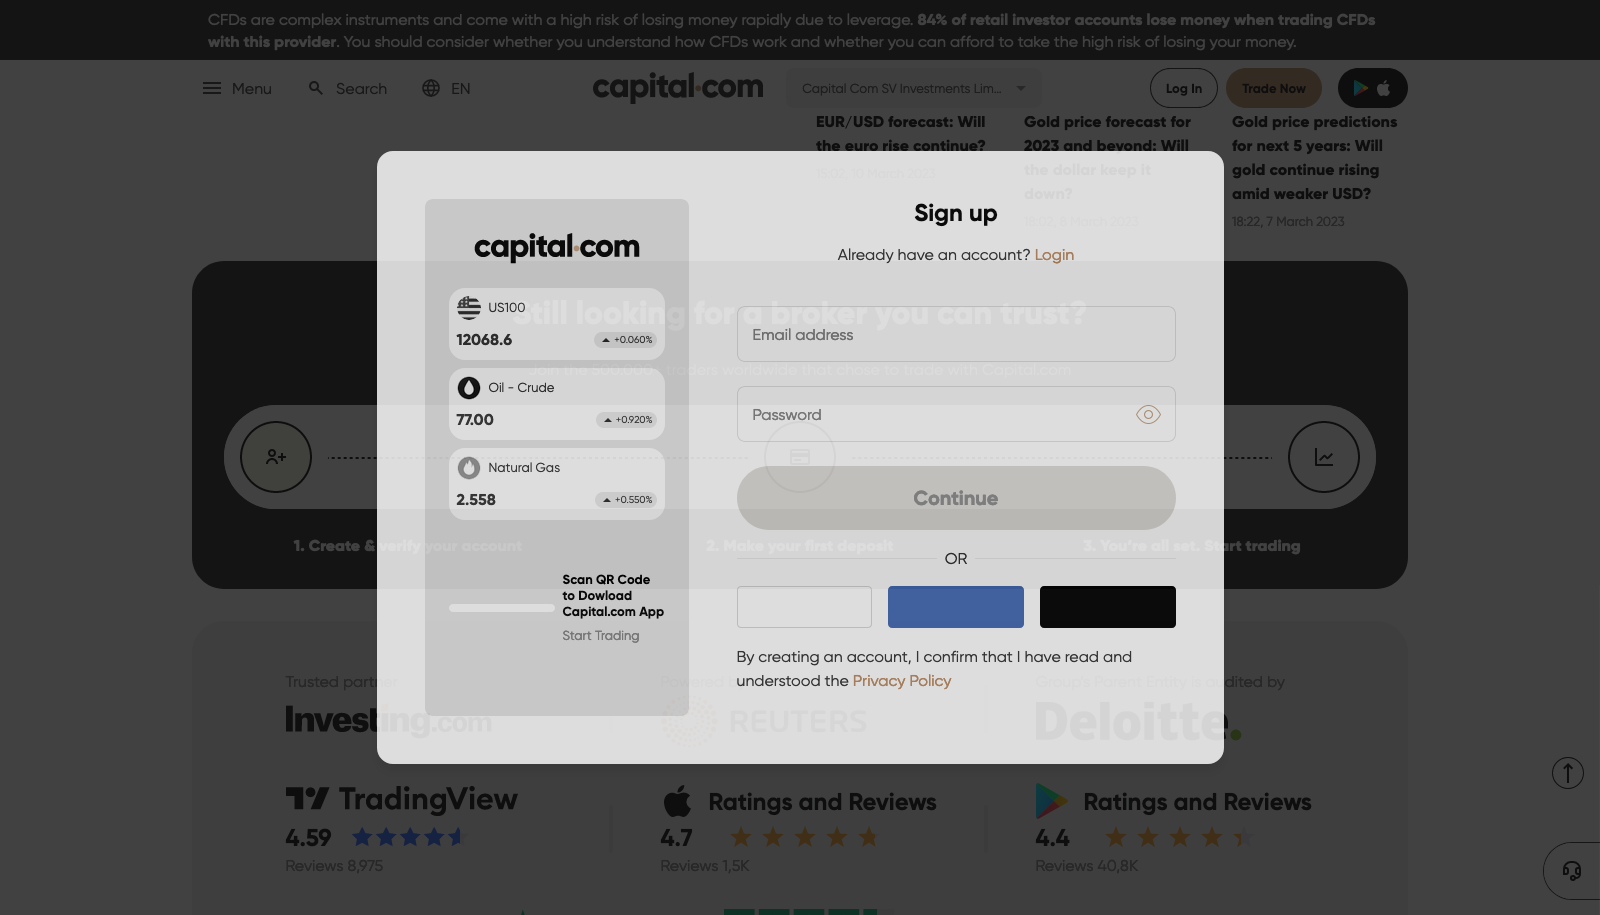 CFDs are complex instruments and come with a high risk of losing money rapidly due to leverage. 84% of retail investor accounts lose money when trading CFDs
with this provider. You should consider whether you understand how CFDs work and whether you can afford to take the high risk of losing your money.
Menu
Search
EN
capital.com
Capital Com SV Investments Lim...
Log In
Trade Now
EUR/USD forecast: Will
the euro rise continue?
Gold price forecast for
2023 and beyond: Will
the dollar keep it
down?
18:02, 8 March 2023
Gold price predictions
for next 5 years: Will
gold continue rising
amid weaker USD?
18:22, 7 March 2023
capital.com
US100
12068.6
+0.060%
Oil - Crude
77.00
+0.920%
Natural Gas
2.558
+0.550%
Scan QR Code
to Dowload
Capital.com App
Start Trading
Sign up
Already have an account? Login
Email address
Password
Continue
OR
By creating an account, I confirm that I have read and
understood the Privacy Policy
Still looking for a broker you can trust?
Join the 500.000+ traders worldwide that chose to trade with Capital.com
1. Create & verify your account
2. Make your first deposit
3. You're all set. Start trading
Trusted partner
Investing.com
Powered
REUTERS
Group's Parent Entity is audited by
Deloitte.
TradingView
4.59
Reviews 8,975
Ratings and Reviews
4.7
Reviews 1,5K
Ratings and Reviews
4.4
Reviews 40,8K